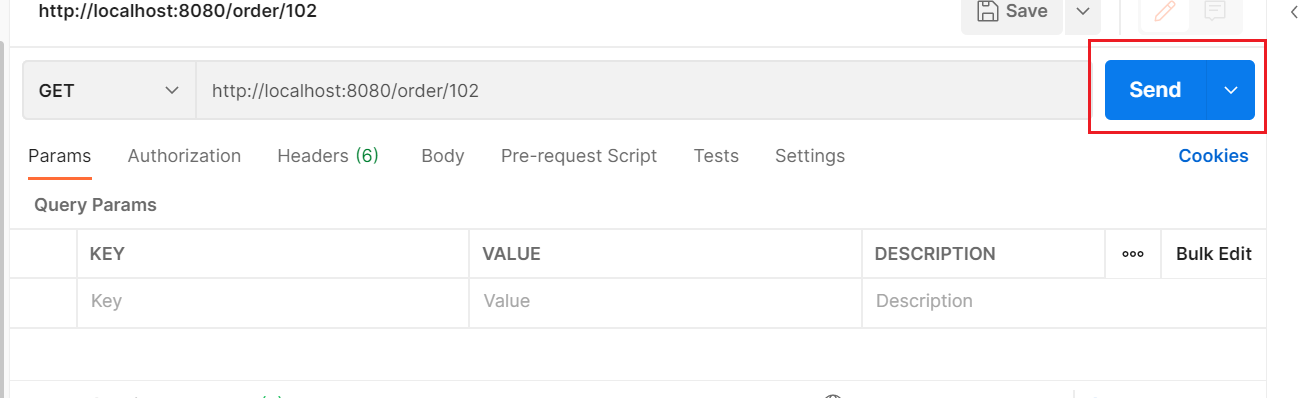 http://localhost:8080/order/102 Save
GET http://localhost:8080/order/102 Send
Params Authorization Headers (6) Body Pre-request Script Tests Settings Cookies
Query Params
KEY VALUE DESCRIPTION Bulk Edit
Key Value Description